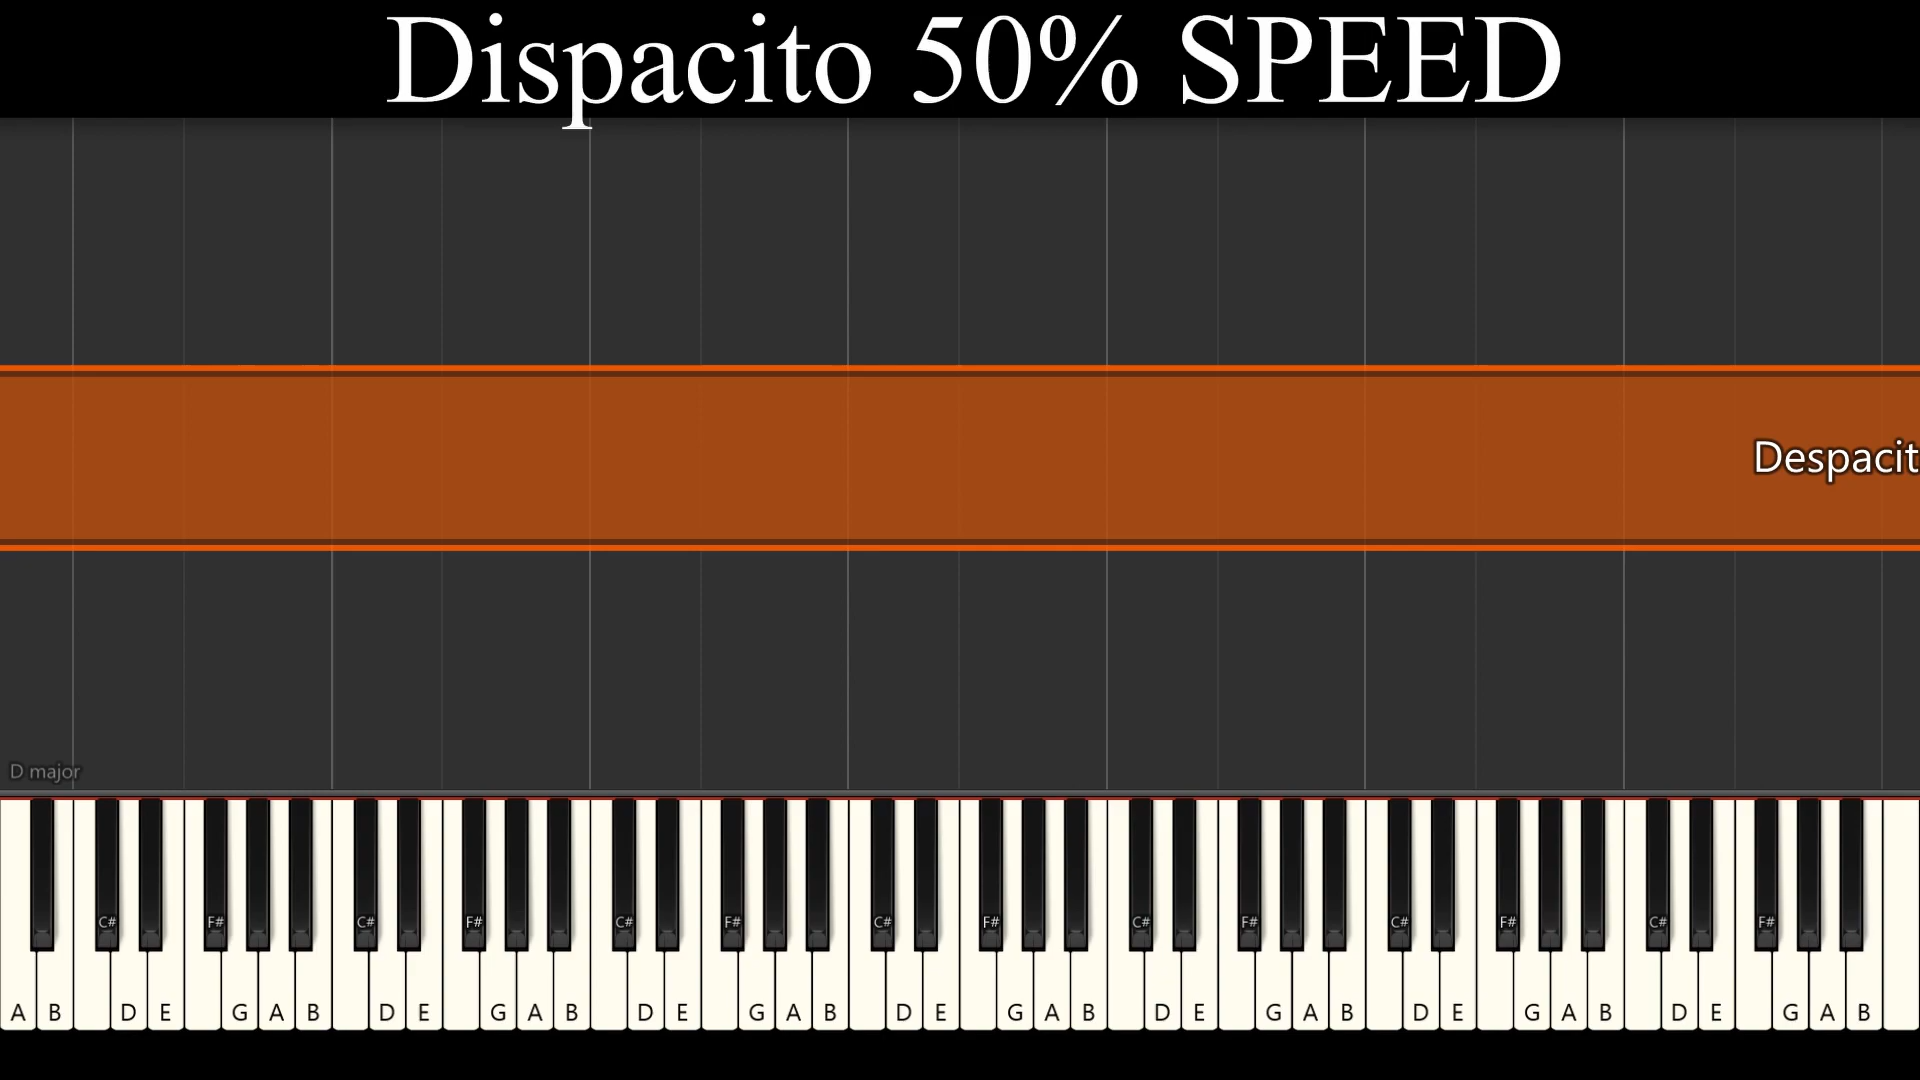 Dispacito 50% SPEED
Despacit
D major
C# F# C# F# C# F# C# F# C# F# C# F# C# F#
A B D E G A B D E G A B D E G A B D E G A B D E G A B D E G A B D E G A B